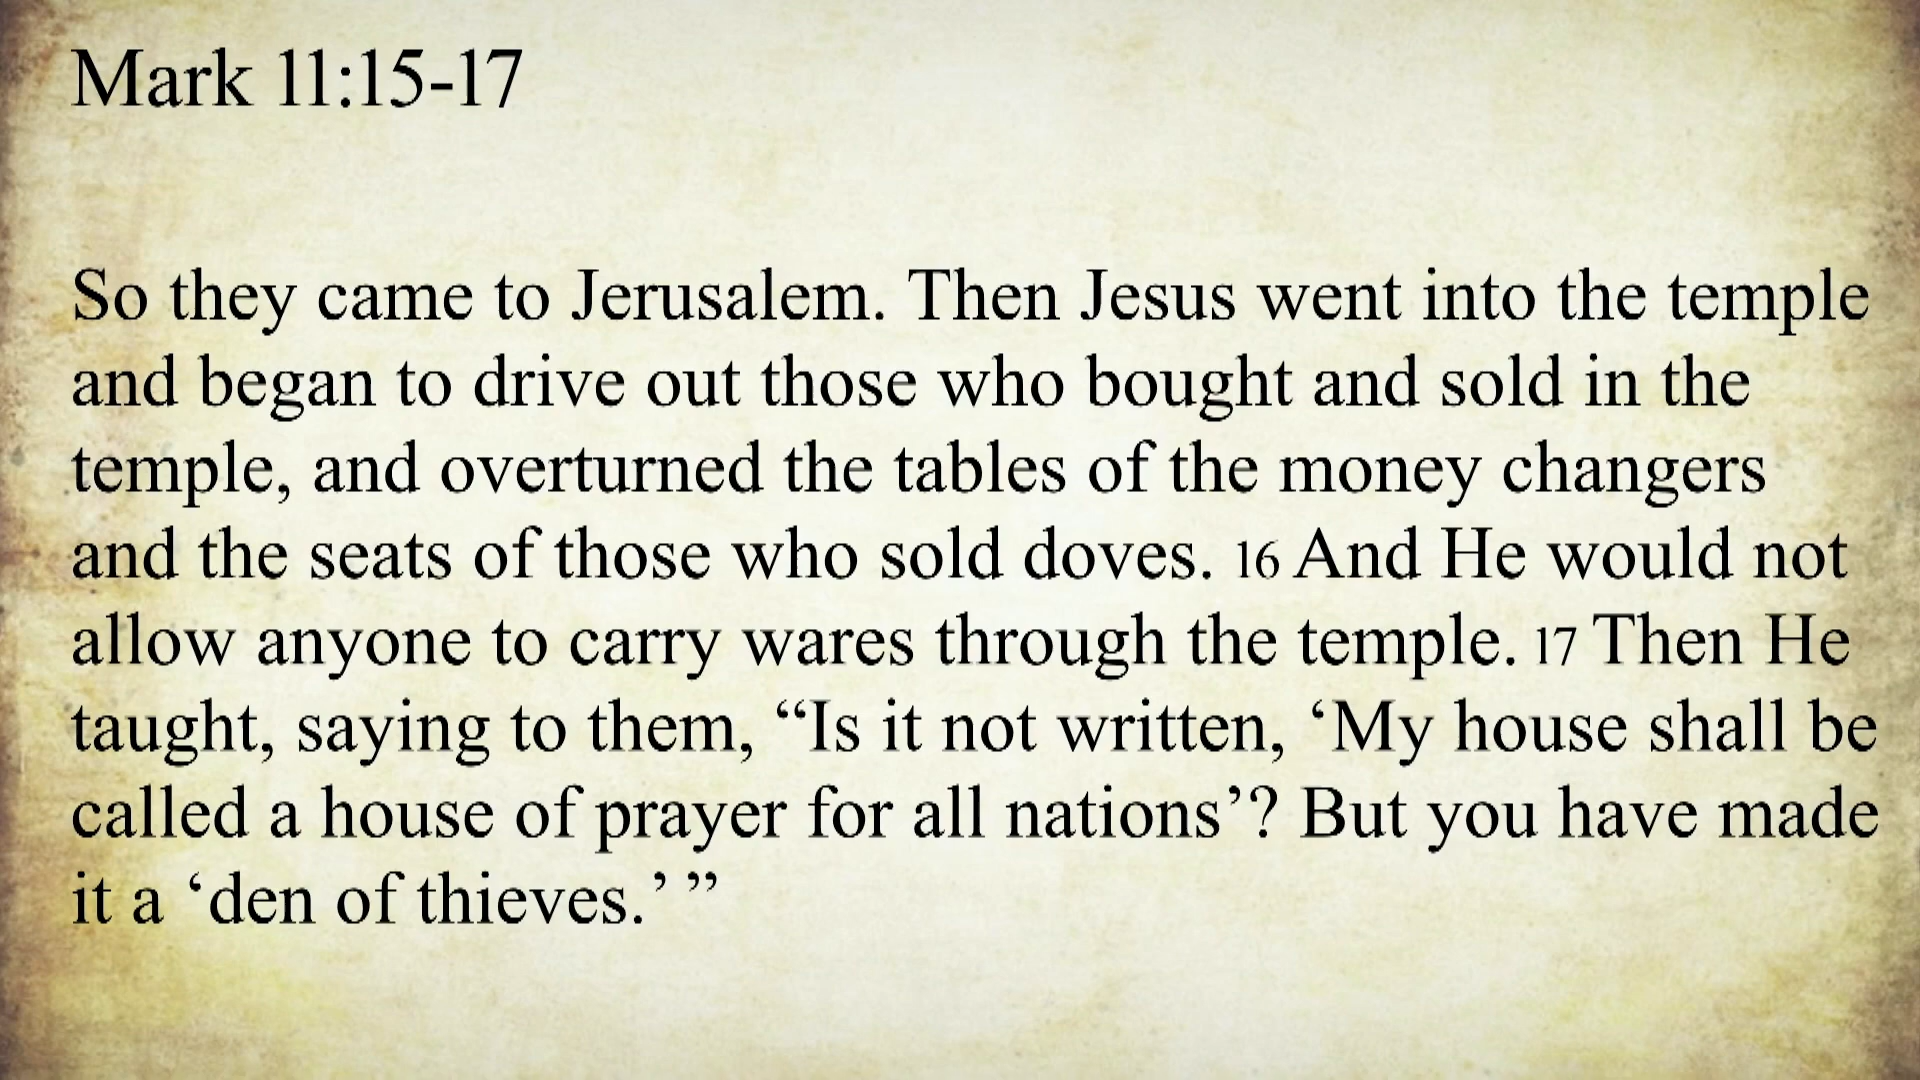 Mark 11:15-17
So they came to Jerusalem. Then Jesus went into the temple
and began to drive out those who bought and sold in the
temple, and overturned the tables of the money changers
and the seats of those who sold doves. 16 And He would not
allow anyone to carry wares through the temple. 17 Then He
taught, saying to them, “Is it not written, ‘My house shall be
called a house of prayer for all nations’? But you have made
it a ‘den of thieves.’ ”